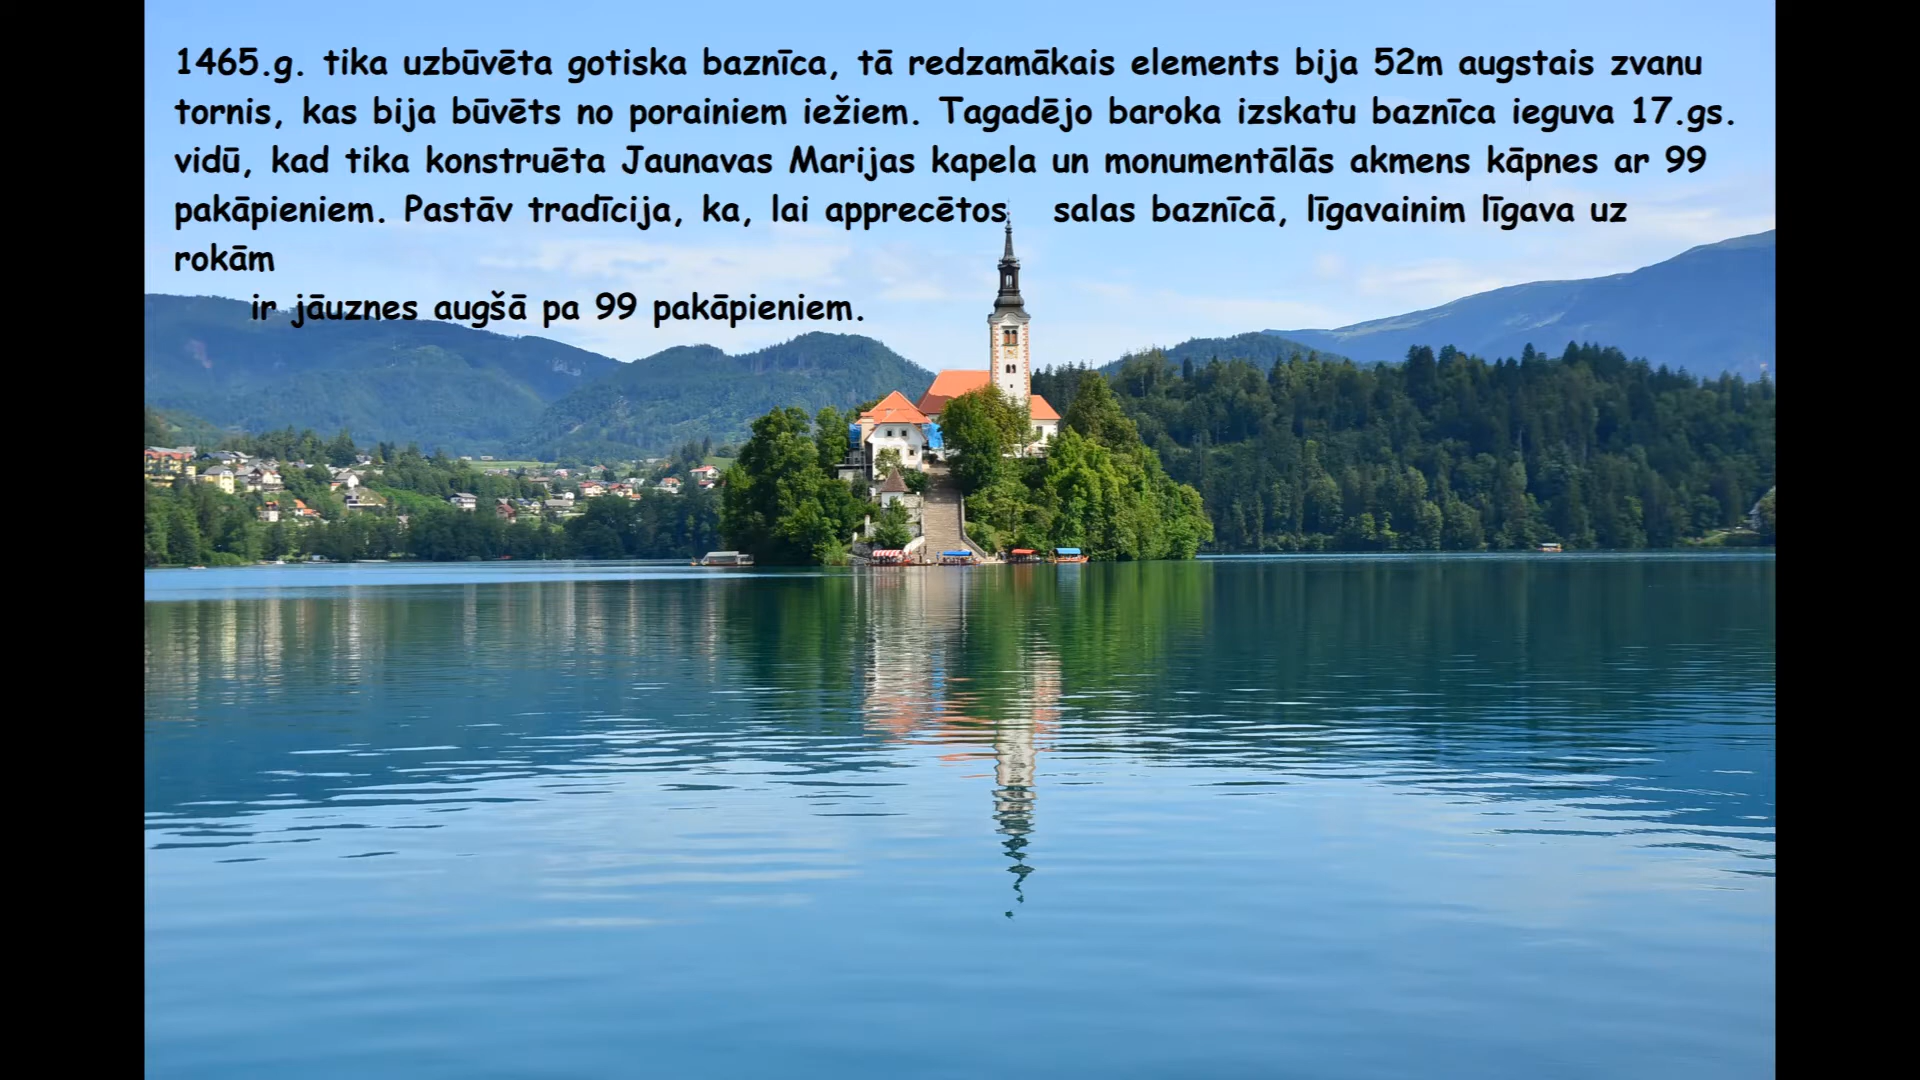 1465.g. tika uzbūvēta gotiska baznīca, tā redzamākais elements bija 52m augstais zvanu
tornis, kas bija būvēts no porainiem iežiem. Tagadējo baroka izskatu baznīca ieguva 17.gs.
vidū, kad tika konstruēta Jaunavas Marijas kapela un monumentālās akmens kāpnes ar 99
pakāpieniem. Pastāv tradīcija, ka, lai apprecētos salas baznīcā, līgavainim līgava uz
rokām
ir jāuznes augšā pa 99 pakāpieniem.